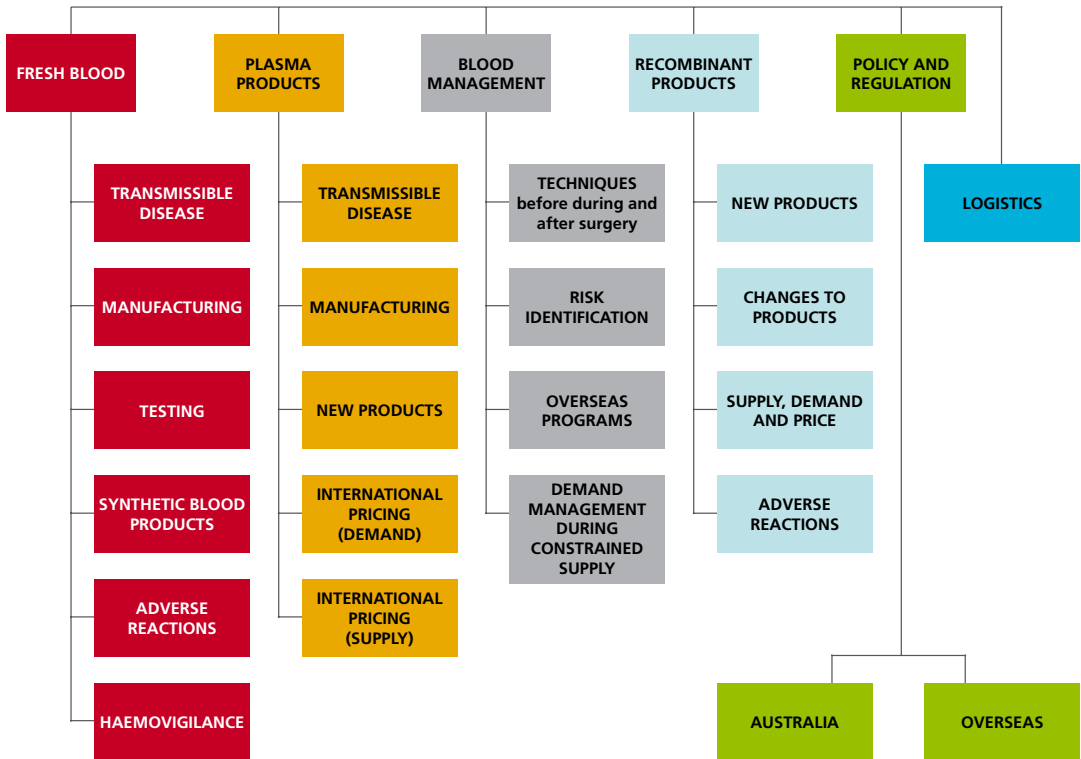 FRESH BLOOD
PLASMA
PRODUCTS
BLOOD
MANAGEMENT
RECOMBINANT
PRODUCTS
POLICY AND
REGULATION
TRANSMISSIBLE
DISEASE
MANUFACTURING
TESTING
SYNTHETIC BLOOD
PRODUCTS
ADVERSE
REACTIONS
HAEMOVIGILANCE
TRANSMISSIBLE
DISEASE
MANUFACTURING
NEW PRODUCTS
INTERNATIONAL
PRICING
(DEMAND)
INTERNATIONAL
PRICING
(SUPPLY)
TECHNIQUES
before during and
after surgery
RISK
IDENTIFICATION
OVERSEAS
PROGRAMS
DEMAND
MANAGEMENT
DURING
CONSTRAINED
SUPPLY
NEW PRODUCTS
CHANGES TO
PRODUCTS
SUPPLY, DEMAND
AND PRICE
ADVERSE
REACTIONS
LOGISTICS
AUSTRALIA
OVERSEAS